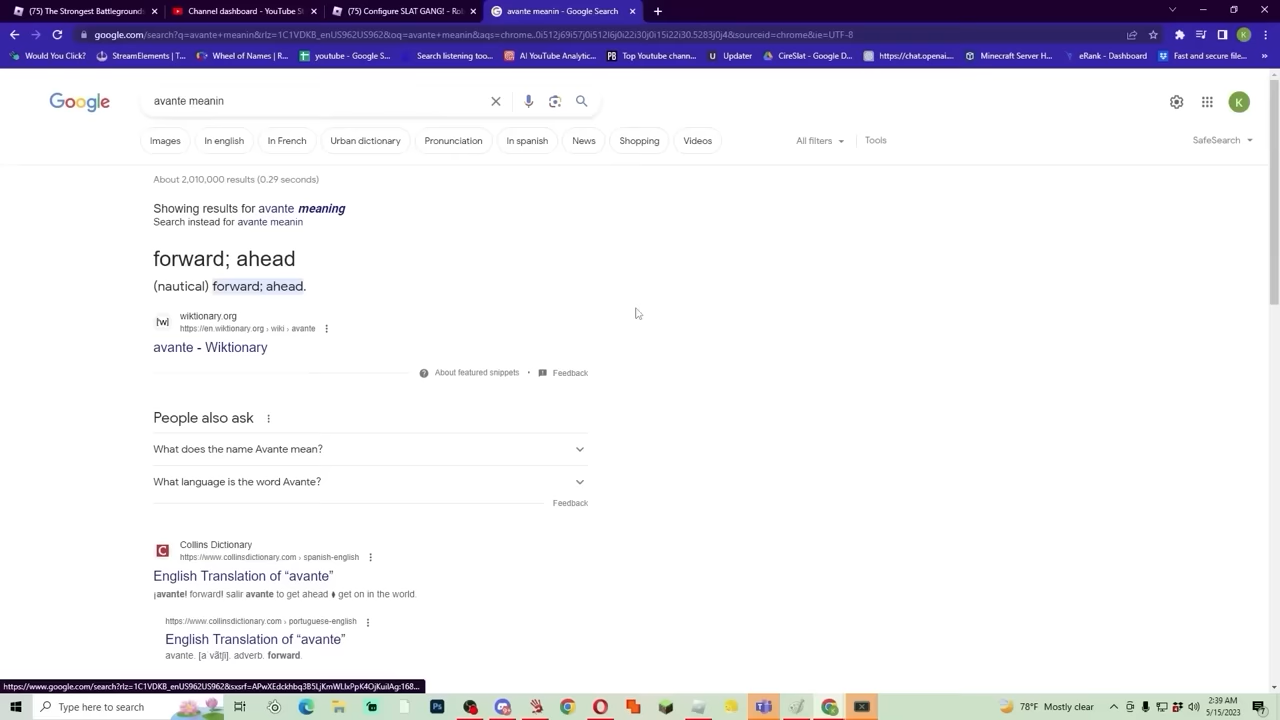 [75] The Strongest Battlegroun
[75] Configure SLAT GANG! - Ro
[75] Configure SLAT GANG! - Rol
avante meanin - Google Search
google.com/search?q=avante+meanin&rlz=1C1VDKB_enUS962US962&oq=avante+meanin&aqs=chrome..0i512j69i57j0i512l6j0i22i30j0i15i22i30.5283j0j4&sourceid=chrome&ie=UTF-8
K
Would You Click?
StreamElements | T...
Wheel of Names | R...
youtube - Google S...
Search listening too...
AI YouTube Analytic...
Top Youtube chann...
Updater
CireSlat - Google D...
https://chat.openai....
Minecraft Server Ho...
eRank - Dashboard
Fast and secure file...
Google
avante meanin
K
Images
In english
In French
Urban dictionary
Pronunciation
In spanish
News
Shopping
Videos
All filters
Tools
SafeSearch
About 2,010,000 results (0.29 seconds)
Showing results for avante meaning
Search instead for avante meanin
forward; ahead
(nautical) forward; ahead.
wiktionary.org
https://en.wiktionary.org › wiki › avante
avante - Wiktionary
About featured snippets
•
Feedback
People also ask
What does the name Avante mean?
What language is the word Avante?
Feedback
Collins Dictionary
https://www.collinsdictionary.com › spanish-english
English Translation of “avante”
¡avante! forward! salir avante to get ahead ⧫ get on in the world.
https://www.collinsdictionary.com › portuguese-english
English Translation of “avante”
avante. [aˈvãtʃi]. adverb. forward.
Type here to search
78°F Mostly clear
2:39 AM
5/15/2023